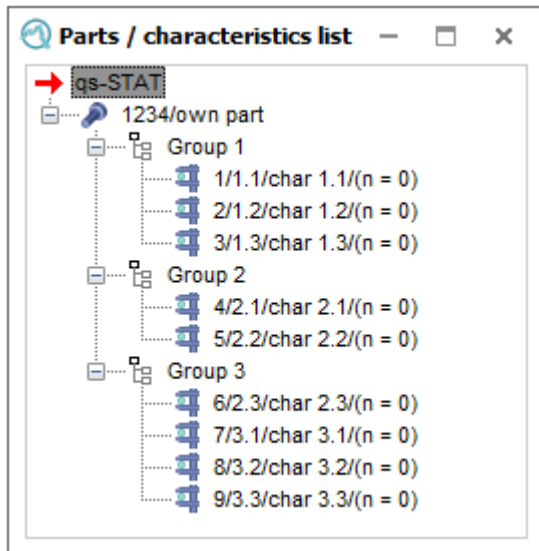 Parts / characteristics list
qs-STAT
1234/own part
Group 1
1/1.1/char 1.1/(n = 0)
2/1.2/char 1.2/(n = 0)
3/1.3/char 1.3/(n = 0)
Group 2
4/2.1/char 2.1/(n = 0)
5/2.2/char 2.2/(n = 0)
Group 3
6/2.3/char 2.3/(n = 0)
7/3.1/char 3.1/(n = 0)
8/3.2/char 3.2/(n = 0)
9/3.3/char 3.3/(n = 0)